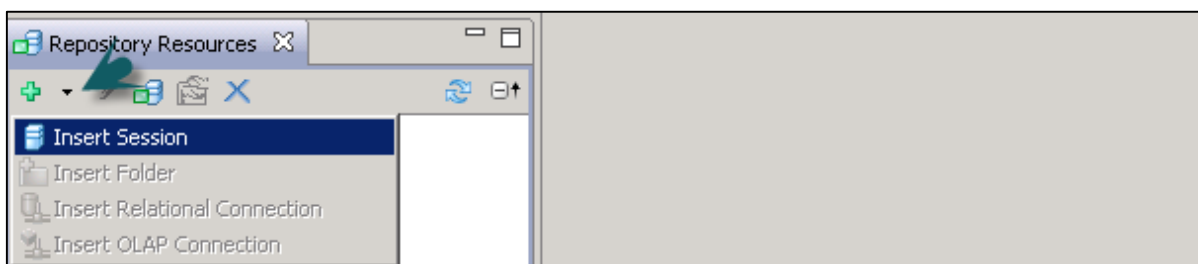 Repository Resources
Insert Session
Insert Folder
Insert Relational Connection
Insert OLAP Connection